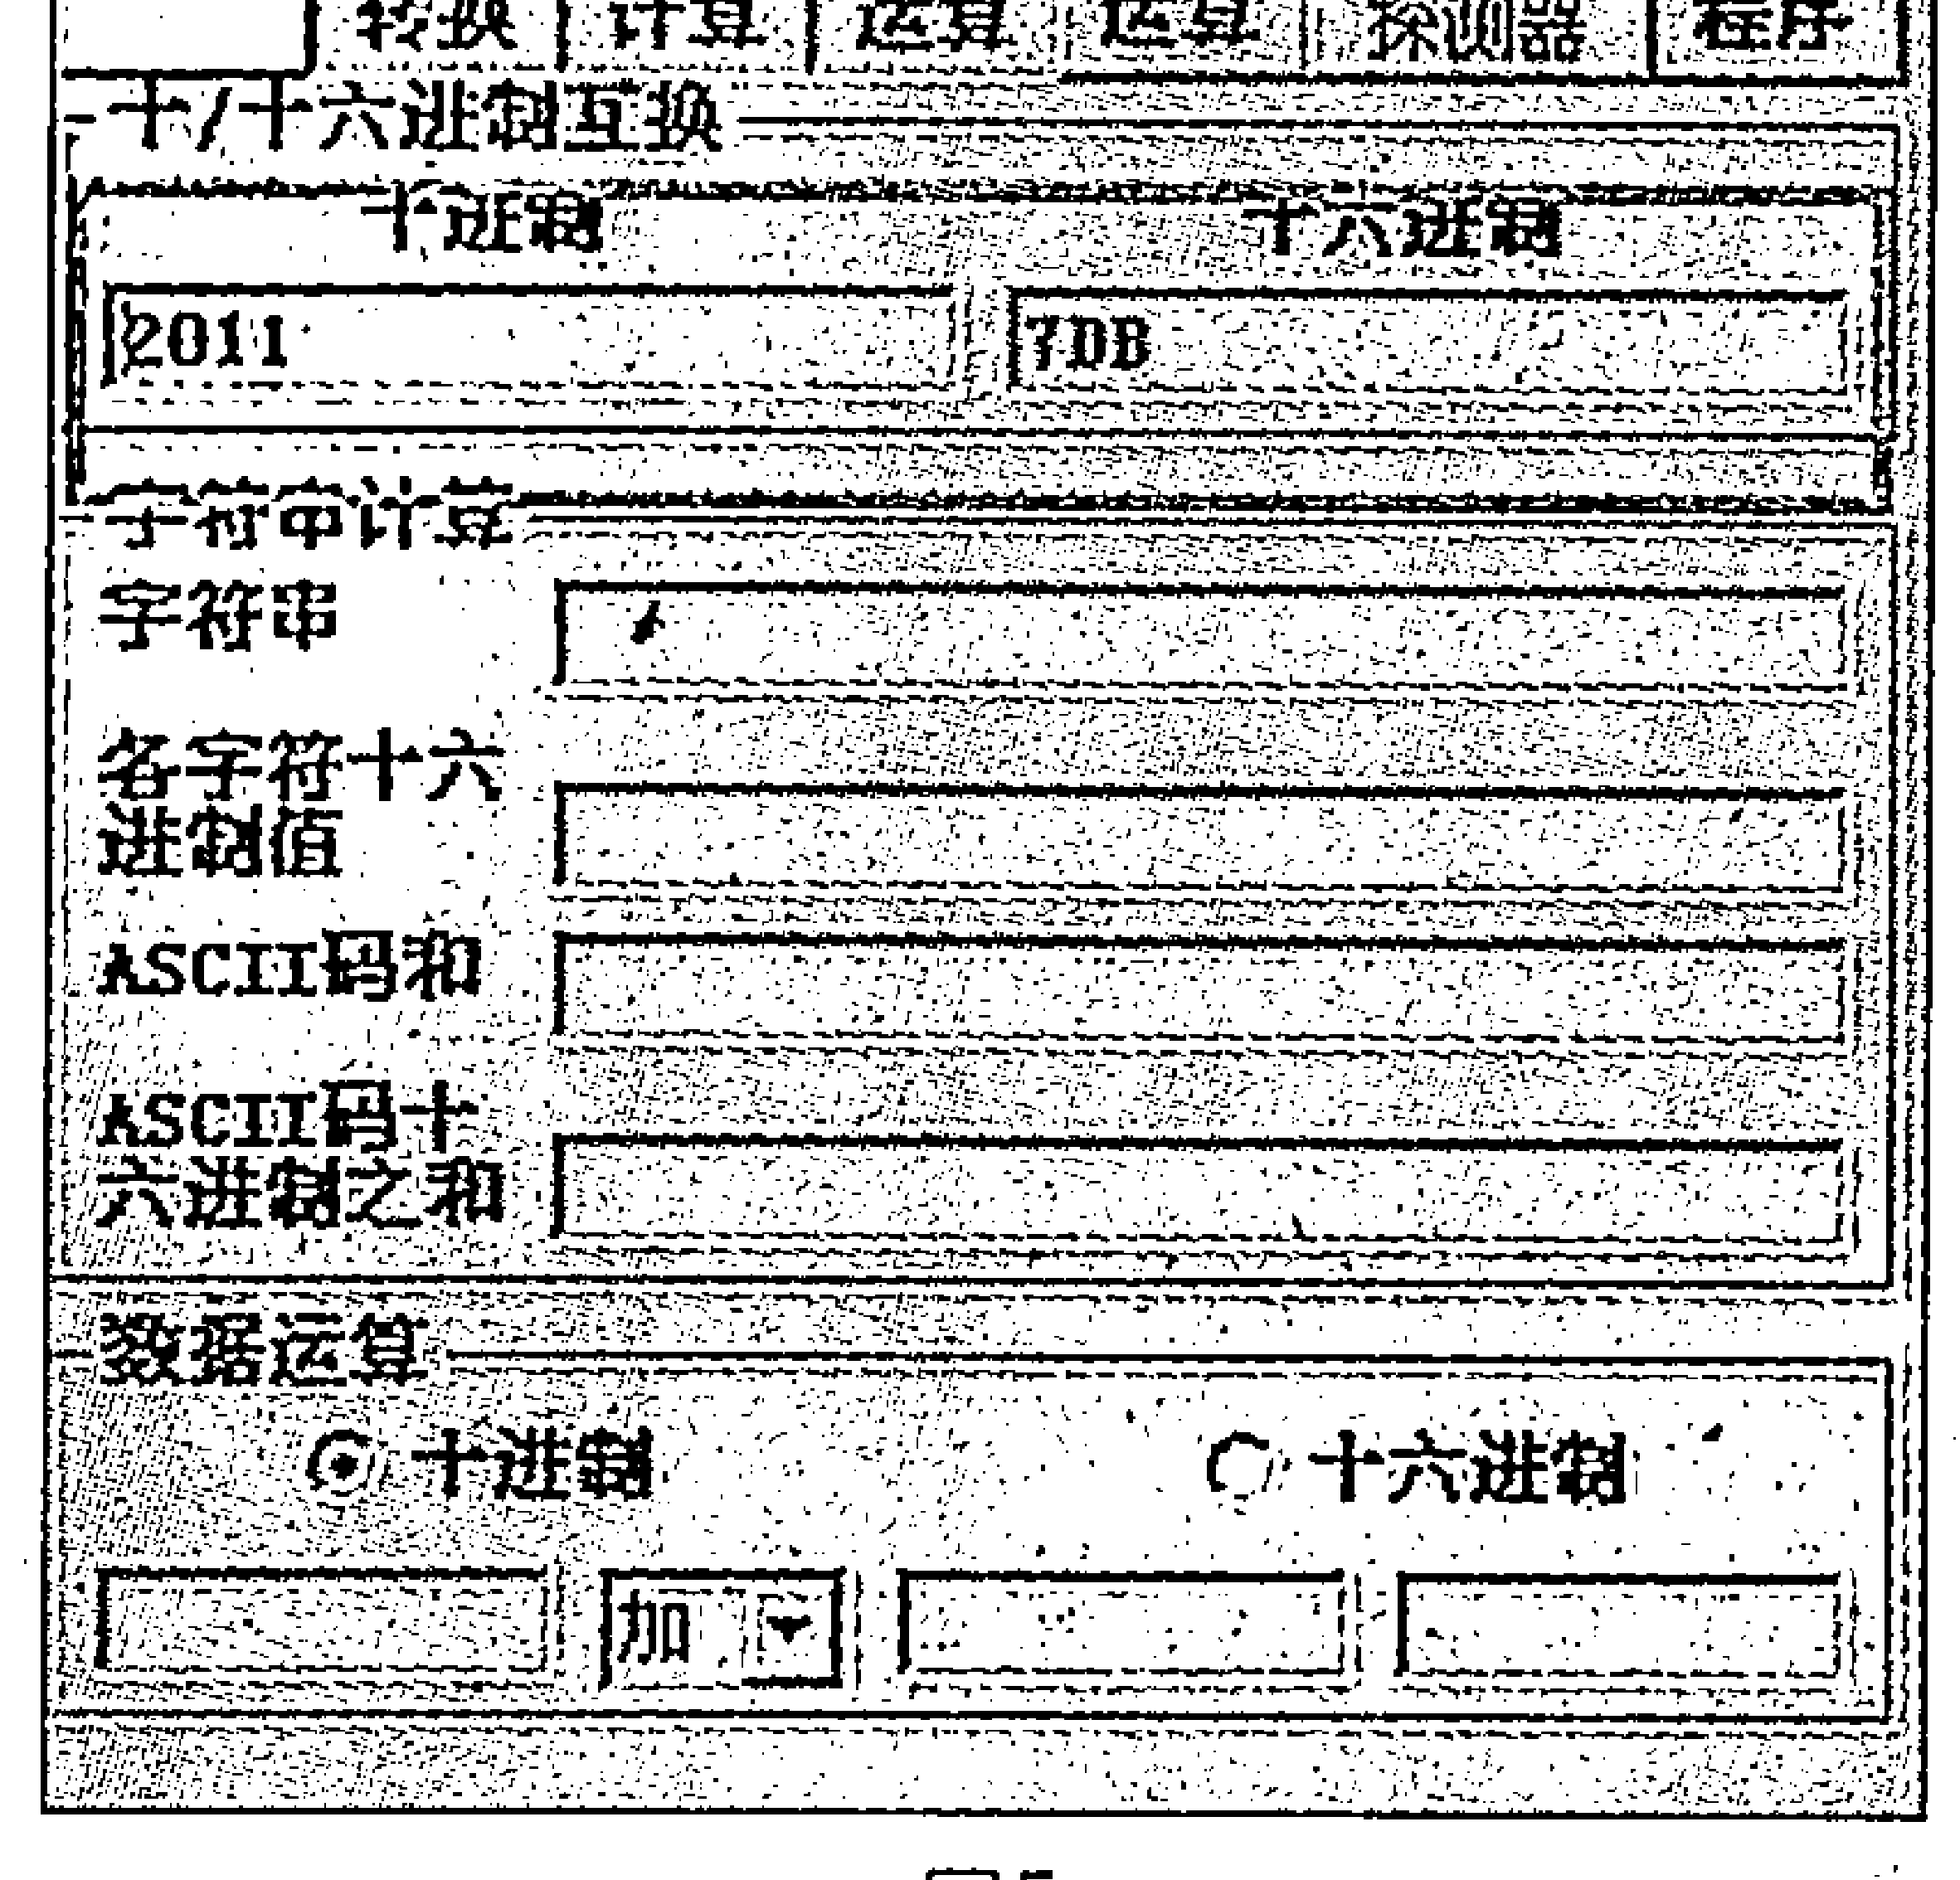 转换 计算 运算 运算 探测器 程序
十/十六进制互换
十进制 十六进制
2011 7DB
字符串计算
字符串
各字符十六
进制值
ASCII码和
ASCII码十
六进制之和
数据运算
十进制 十六进制
加